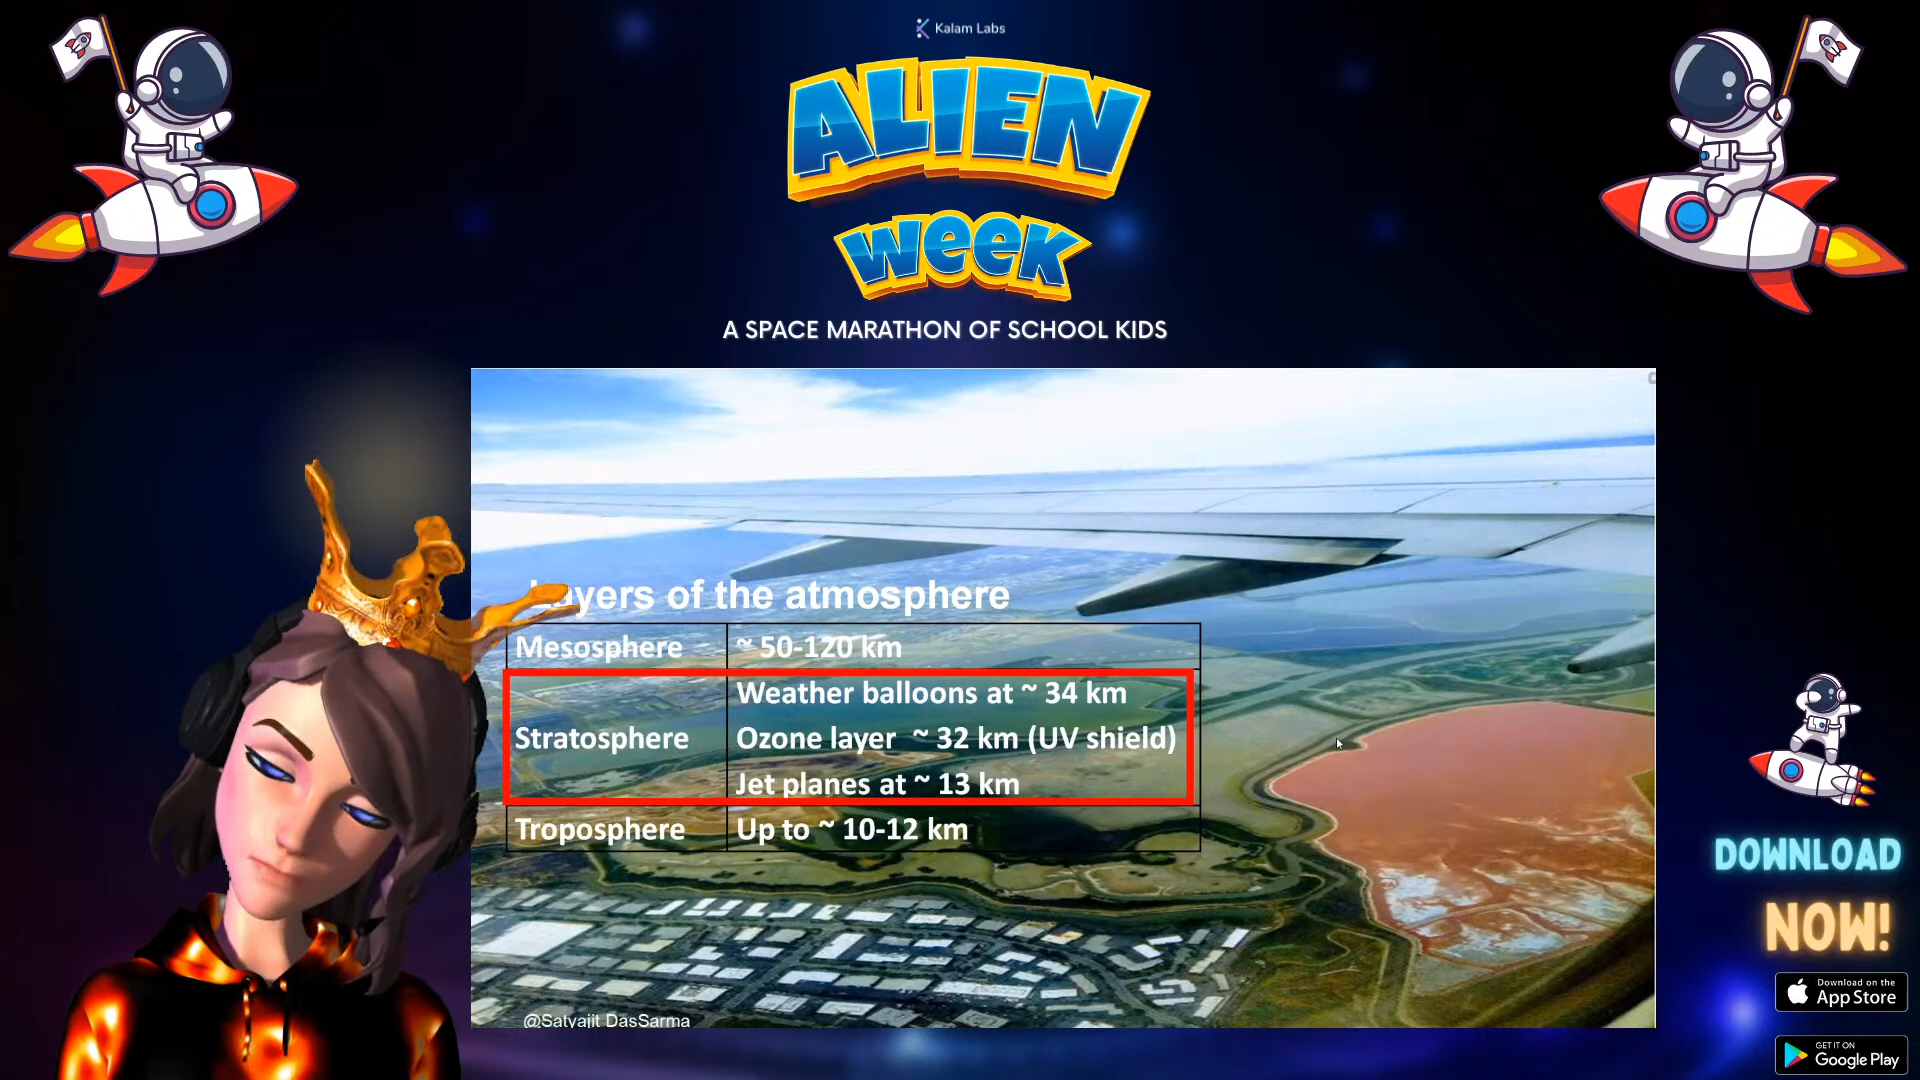 Kalam Labs
ALIEN
WEEK
A SPACE MARATHON OF SCHOOL KIDS
Layers of the atmosphere
Mesosphere ~ 50-120 km
Weather balloons at ~ 34 km
Stratosphere Ozone layer ~ 32 km (UV shield)
Jet planes at ~ 13 km
Troposphere Up to ~ 10-12 km
@Satyajit DasSarma
DOWNLOAD
NOW!
Download on the
App Store
GET IT ON
Google Play